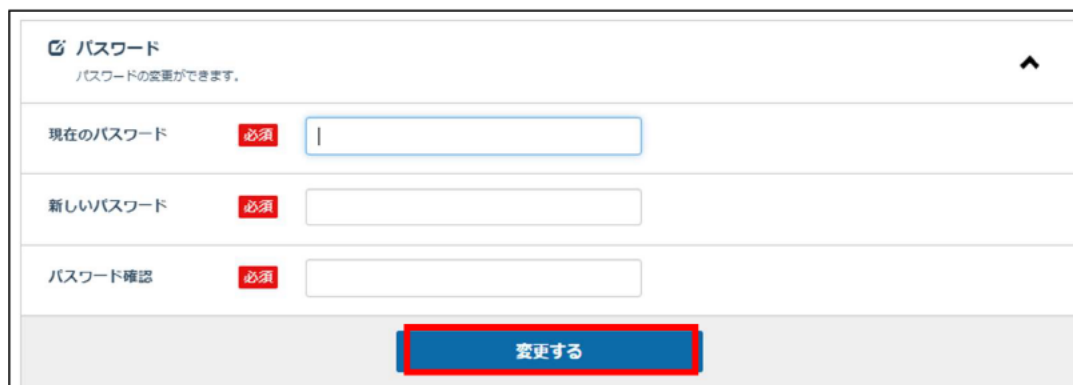 パスワード
パスワードの変更ができます。
現在のパスワード 必須
新しいパスワード 必須
パスワード確認 必須
変更する